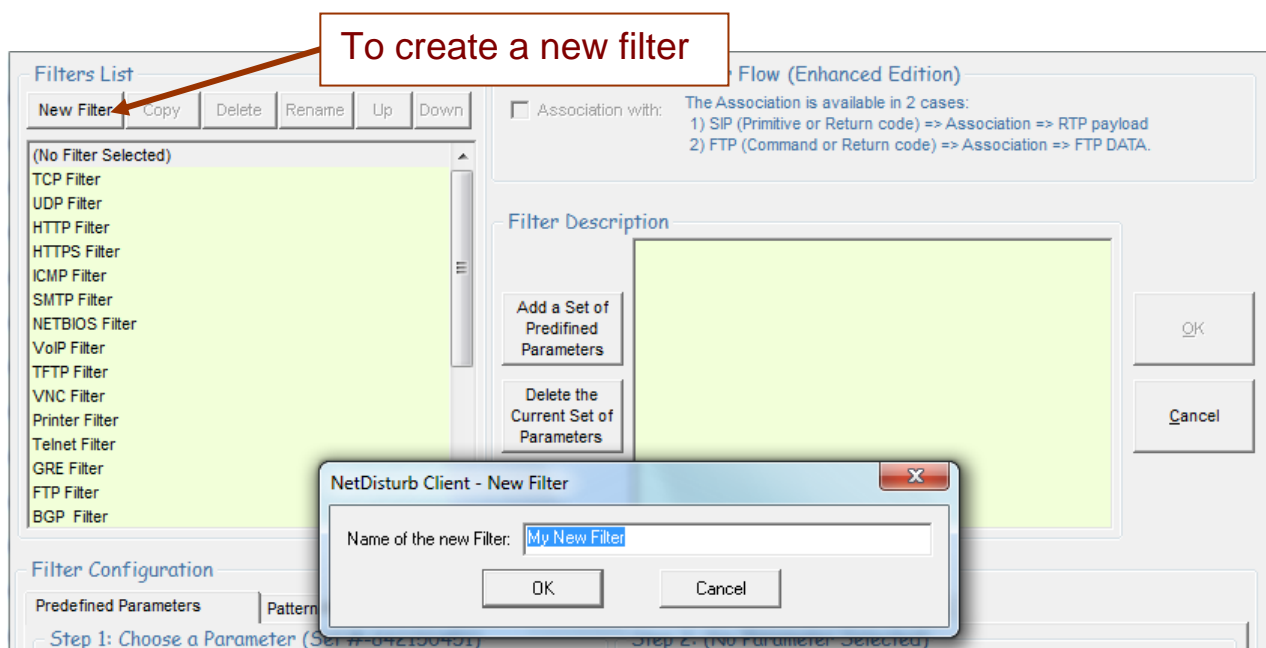 To create a new filter
Filters List
New Filter Copy Delete Rename Up Down
(No Filter Selected)
TCP Filter
UDP Filter
HTTP Filter
HTTPS Filter
ICMP Filter
SMTP Filter
NETBIOS Filter
VoIP Filter
TFTP Filter
VNC Filter
Printer Filter
Telnet Filter
GRE Filter
FTP Filter
BGP Filter
Flow (Enhanced Edition)
Association with:
The Association is available in 2 cases:
1) SIP (Primitive or Return code) => Association => RTP payload
2) FTP (Command or Return code) => Association => FTP DATA.
Filter Description
Add a Set of
Predifined
Parameters
Delete the
Current Set of
Parameters
OK
Cancel
NetDisturb Client - New Filter
Name of the new Filter: My New Filter
OK Cancel
Filter Configuration
Predefined Parameters Pattern
Step 1: Choose a Parameter (Set #-842150451)
Step 2: (No Parameter Selected)